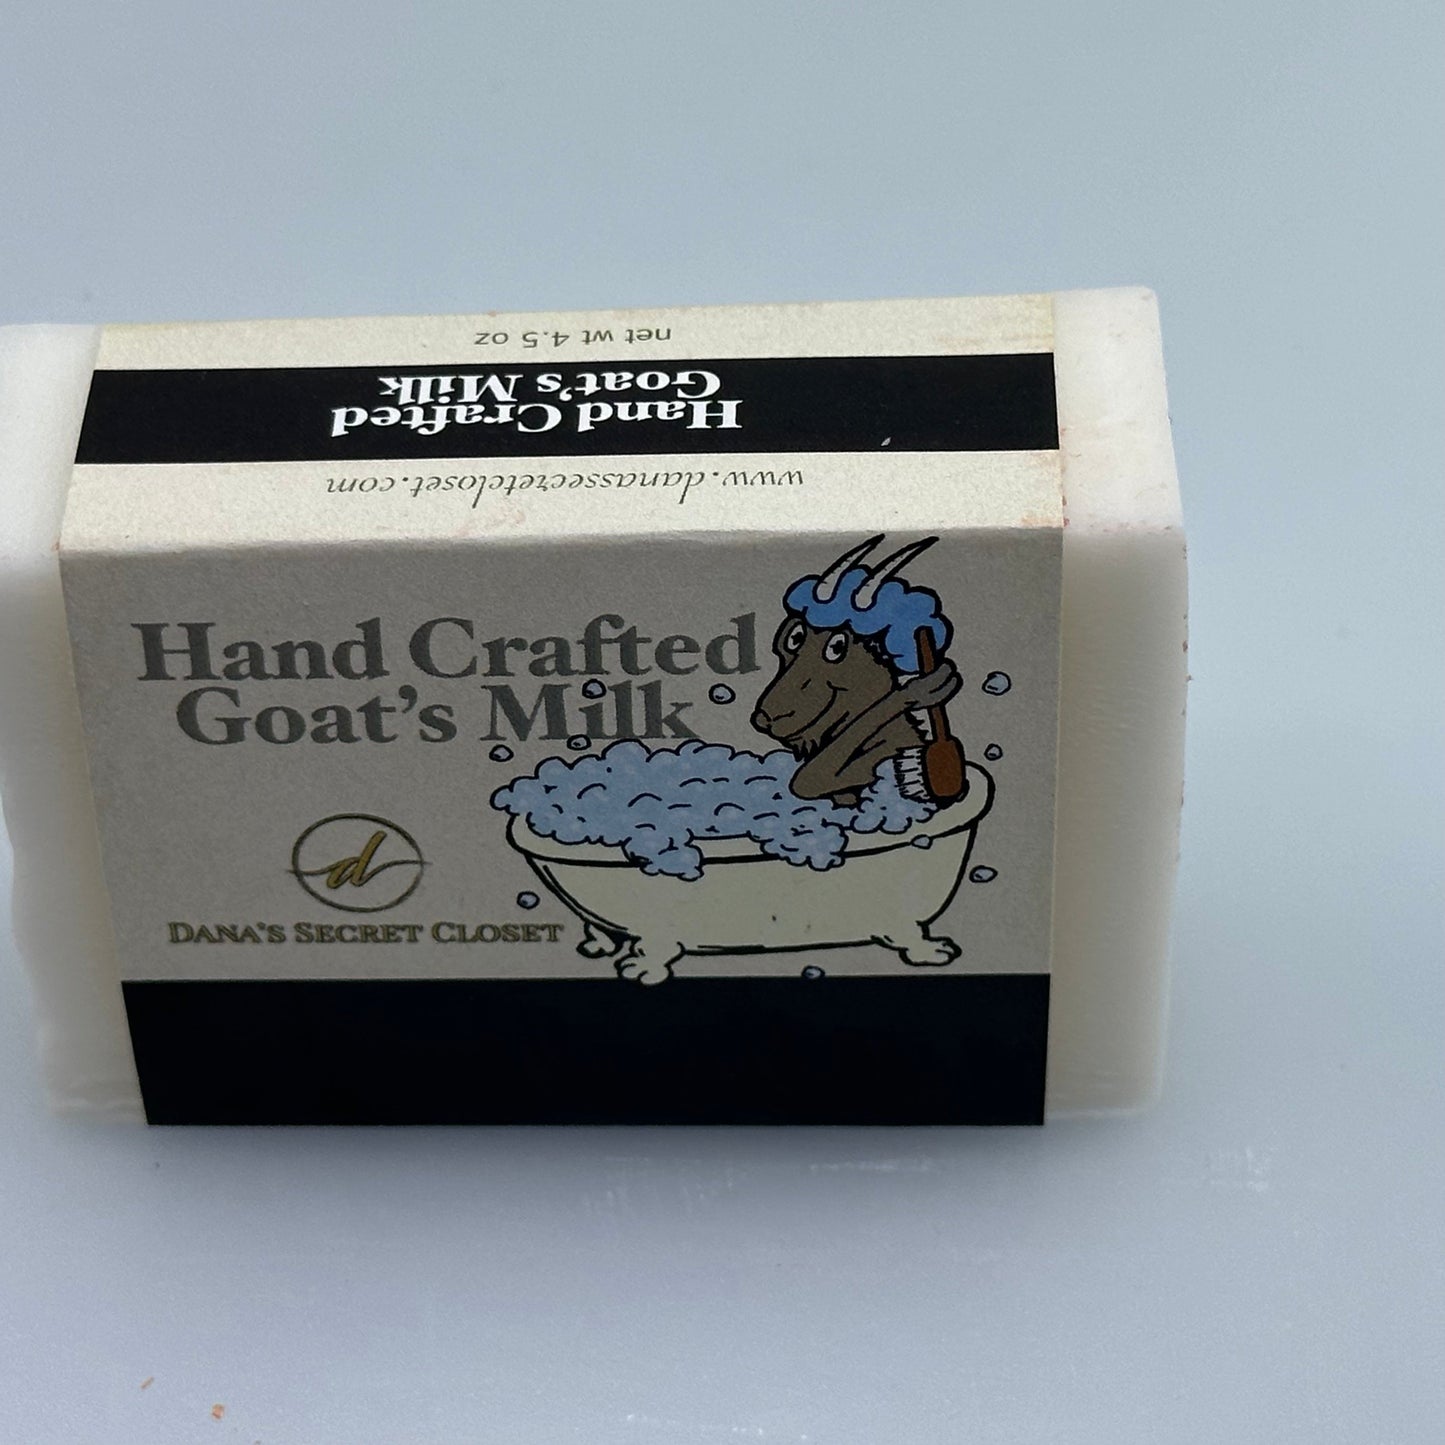 net wt 4.5 oz
Hand Crafted
Goat's Milk
www.danassecretcloset.com
Hand Crafted
Goat's Milk
d
DANA'S SECRET CLOSET